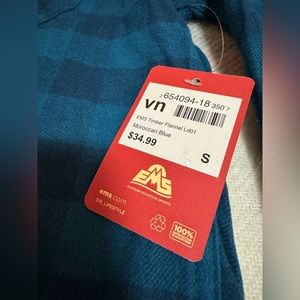 654094-18 350 7
vn
EMS Timber Flannel Ld01
Moroccan Blue
$34.99
S
EMS
EASTERN MOUNTAIN SPORTS
ems.com
100%